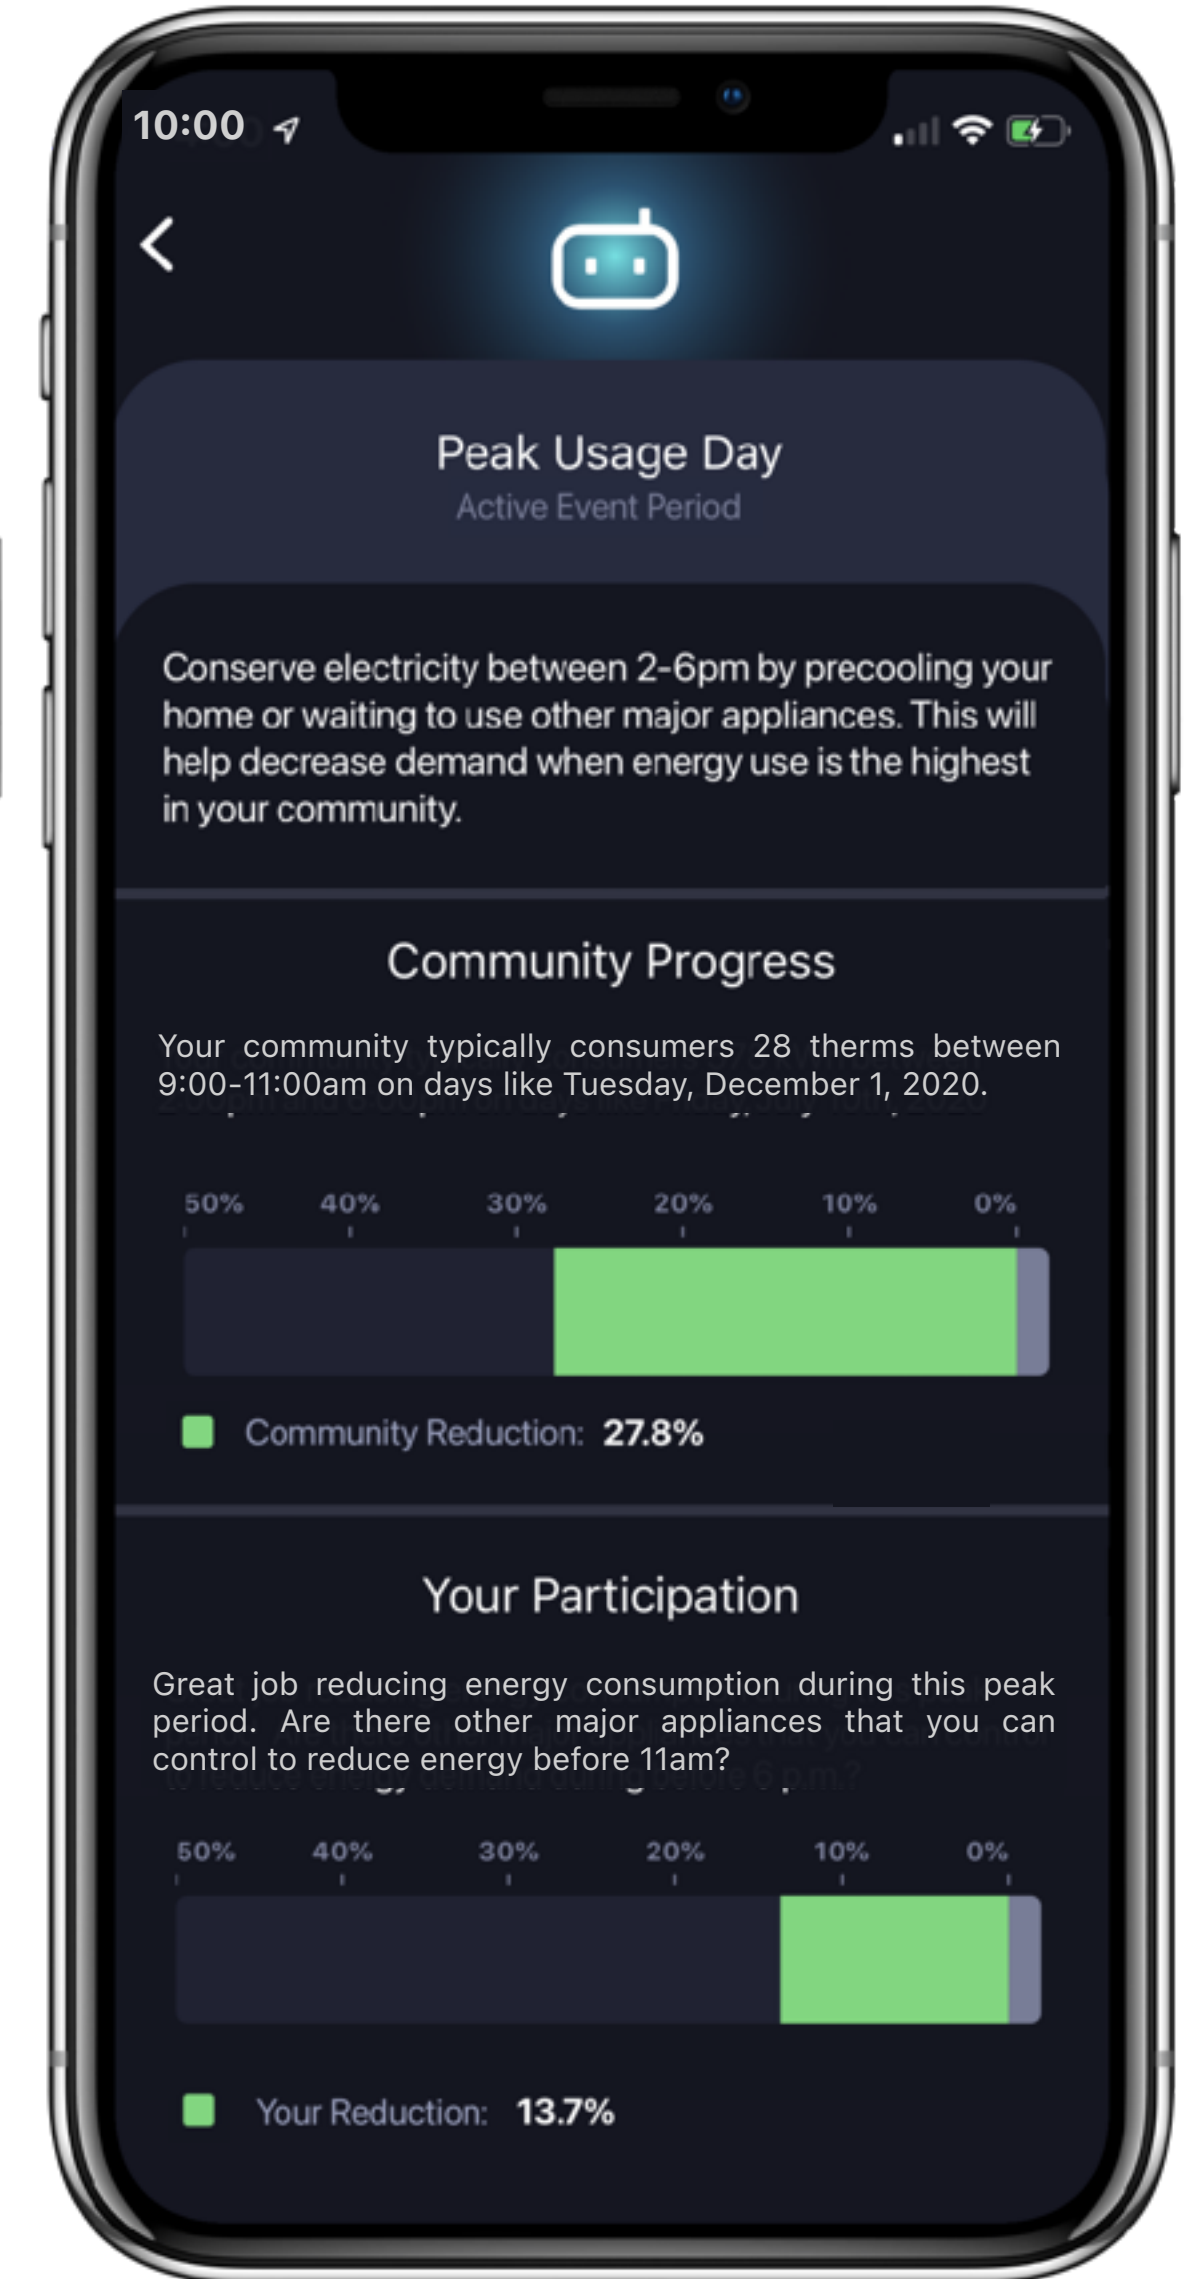 10:00
Peak Usage Day
Active Event Period
Conserve electricity between 2-6pm by precooling your
home or waiting to use other major appliances. This will
help decrease demand when energy use is the highest
in your community.
Community Progress
Your community typically consumers 28 therms between
9:00-11:00am on days like Tuesday, December 1, 2020.
50% 40% 30% 20% 10% 0%
Community Reduction: 27.8%
Your Participation
Great job reducing energy consumption during this peak
period. Are there other major appliances that you can
control to reduce energy before 11am?
50% 40% 30% 20% 10% 0%
Your Reduction: 13.7%